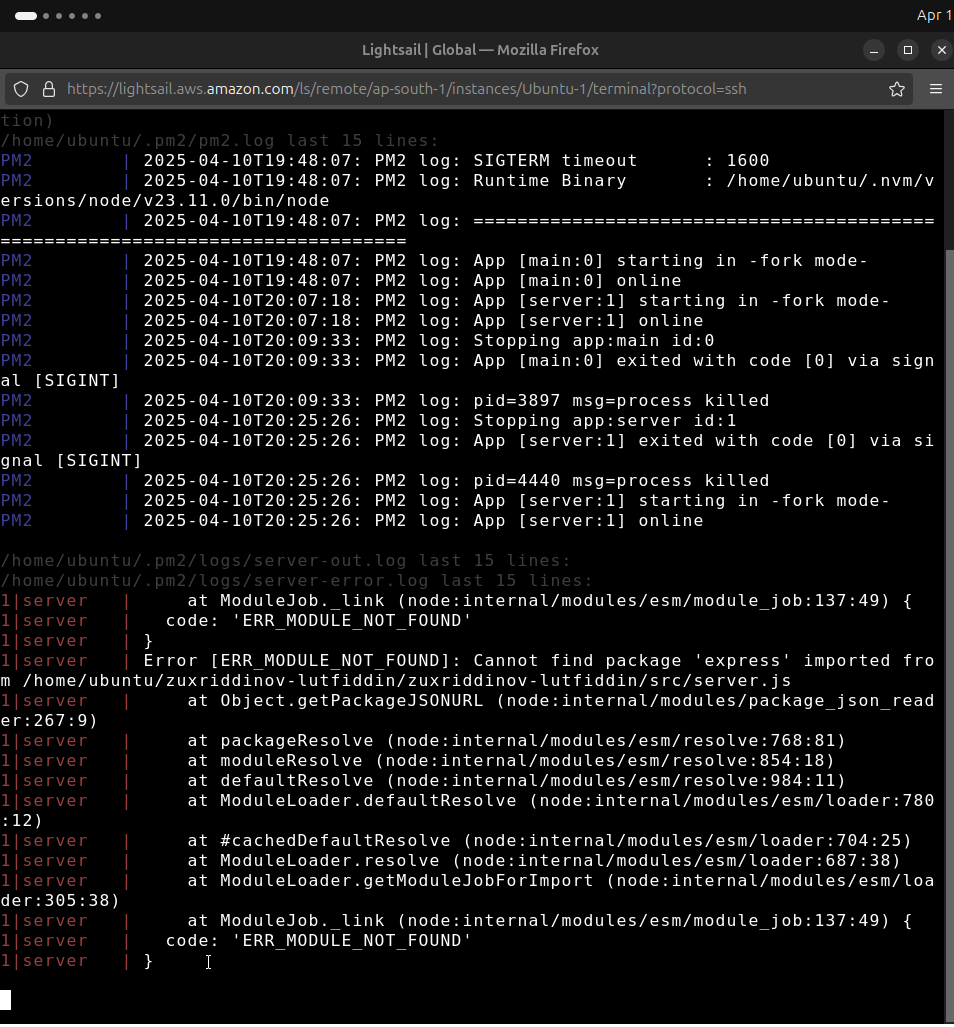 Apr 1
Lightsail | Global — Mozilla Firefox
https://lightsail.aws.amazon.com/ls/remote/ap-south-1/instances/Ubuntu-1/terminal?protocol=ssh
tion)
/home/ubuntu/.pm2/pm2.log last 15 lines:
PM2        | 2025-04-10T19:48:07: PM2 log: SIGTERM timeout      : 1600
PM2        | 2025-04-10T19:48:07: PM2 log: Runtime Binary       : /home/ubuntu/.nvm/v
ersions/node/v23.11.0/bin/node
PM2        | 2025-04-10T19:48:07: PM2 log: ==========================================
=====================================
PM2        | 2025-04-10T19:48:07: PM2 log: App [main:0] starting in -fork mode-
PM2        | 2025-04-10T19:48:07: PM2 log: App [main:0] online
PM2        | 2025-04-10T20:07:18: PM2 log: App [server:1] starting in -fork mode-
PM2        | 2025-04-10T20:07:18: PM2 log: App [server:1] online
PM2        | 2025-04-10T20:09:33: PM2 log: Stopping app:main id:0
PM2        | 2025-04-10T20:09:33: PM2 log: App [main:0] exited with code [0] via sign
al [SIGINT]
PM2        | 2025-04-10T20:09:33: PM2 log: pid=3897 msg=process killed
PM2        | 2025-04-10T20:25:26: PM2 log: Stopping app:server id:1
PM2        | 2025-04-10T20:25:26: PM2 log: App [server:1] exited with code [0] via si
gnal [SIGINT]
PM2        | 2025-04-10T20:25:26: PM2 log: pid=4440 msg=process killed
PM2        | 2025-04-10T20:25:26: PM2 log: App [server:1] starting in -fork mode-
PM2        | 2025-04-10T20:25:26: PM2 log: App [server:1] online
/home/ubuntu/.pm2/logs/server-out.log last 15 lines:
/home/ubuntu/.pm2/logs/server-error.log last 15 lines:
1|server   |     at ModuleJob._link (node:internal/modules/esm/module_job:137:49) {
1|server   |   code: 'ERR_MODULE_NOT_FOUND'
1|server   | }
1|server   | Error [ERR_MODULE_NOT_FOUND]: Cannot find package 'express' imported fro
m /home/ubuntu/zuxriddinov-lutfiddin/zuxriddinov-lutfiddin/src/server.js
1|server   |     at Object.getPackageJSONURL (node:internal/modules/package_json_read
er:267:9)
1|server   |     at packageResolve (node:internal/modules/esm/resolve:768:81)
1|server   |     at moduleResolve (node:internal/modules/esm/resolve:854:18)
1|server   |     at defaultResolve (node:internal/modules/esm/resolve:984:11)
1|server   |     at ModuleLoader.defaultResolve (node:internal/modules/esm/loader:780
:12)
1|server   |     at #cachedDefaultResolve (node:internal/modules/esm/loader:704:25)
1|server   |     at ModuleLoader.resolve (node:internal/modules/esm/loader:687:38)
1|server   |     at ModuleLoader.getModuleJobForImport (node:internal/modules/esm/loa
der:305:38)
1|server   |     at ModuleJob._link (node:internal/modules/esm/module_job:137:49) {
1|server   |   code: 'ERR_MODULE_NOT_FOUND'
1|server   | }